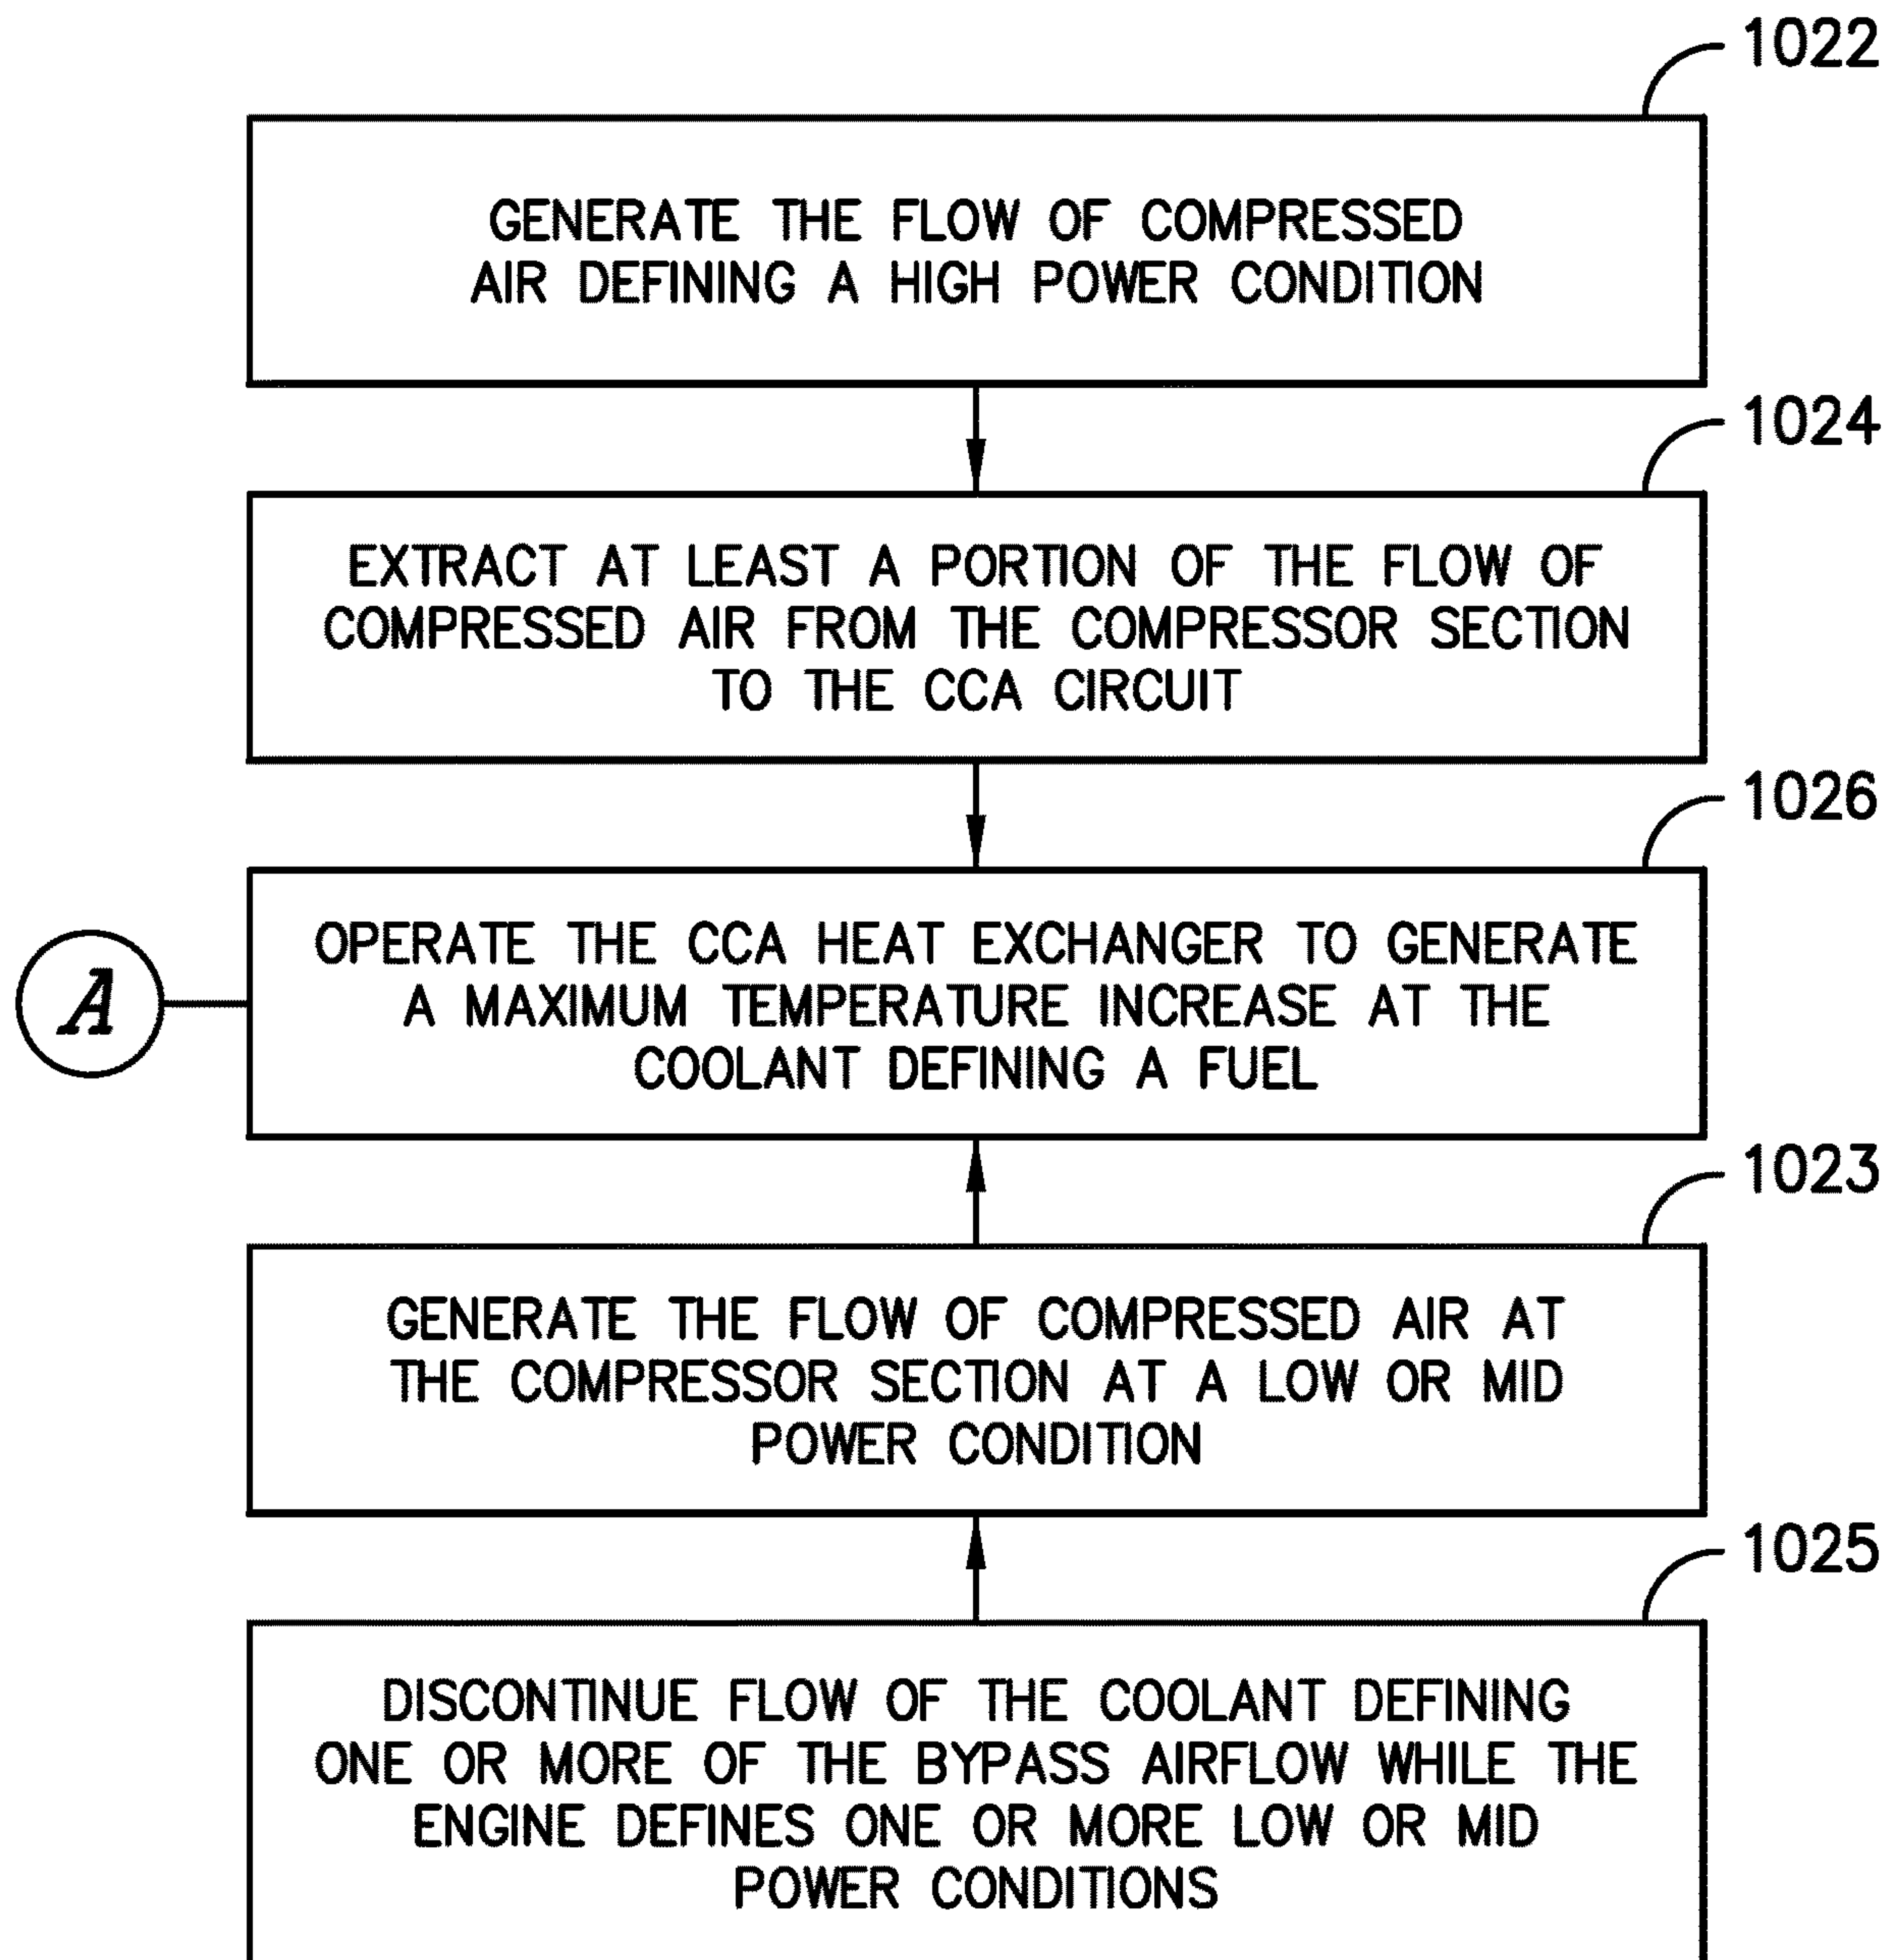 1022
GENERATE THE FLOW OF COMPRESSED
AIR DEFINING A HIGH POWER CONDITION
1024
EXTRACT AT LEAST A PORTION OF THE FLOW OF
COMPRESSED AIR FROM THE COMPRESSOR SECTION
TO THE CCA CIRCUIT
1026
A
OPERATE THE CCA HEAT EXCHANGER TO GENERATE
A MAXIMUM TEMPERATURE INCREASE AT THE
COOLANT DEFINING A FUEL
1023
GENERATE THE FLOW OF COMPRESSED AIR AT
THE COMPRESSOR SECTION AT A LOW OR MID
POWER CONDITION
1025
DISCONTINUE FLOW OF THE COOLANT DEFINING
ONE OR MORE OF THE BYPASS AIRFLOW WHILE THE
ENGINE DEFINES ONE OR MORE LOW OR MID
POWER CONDITIONS